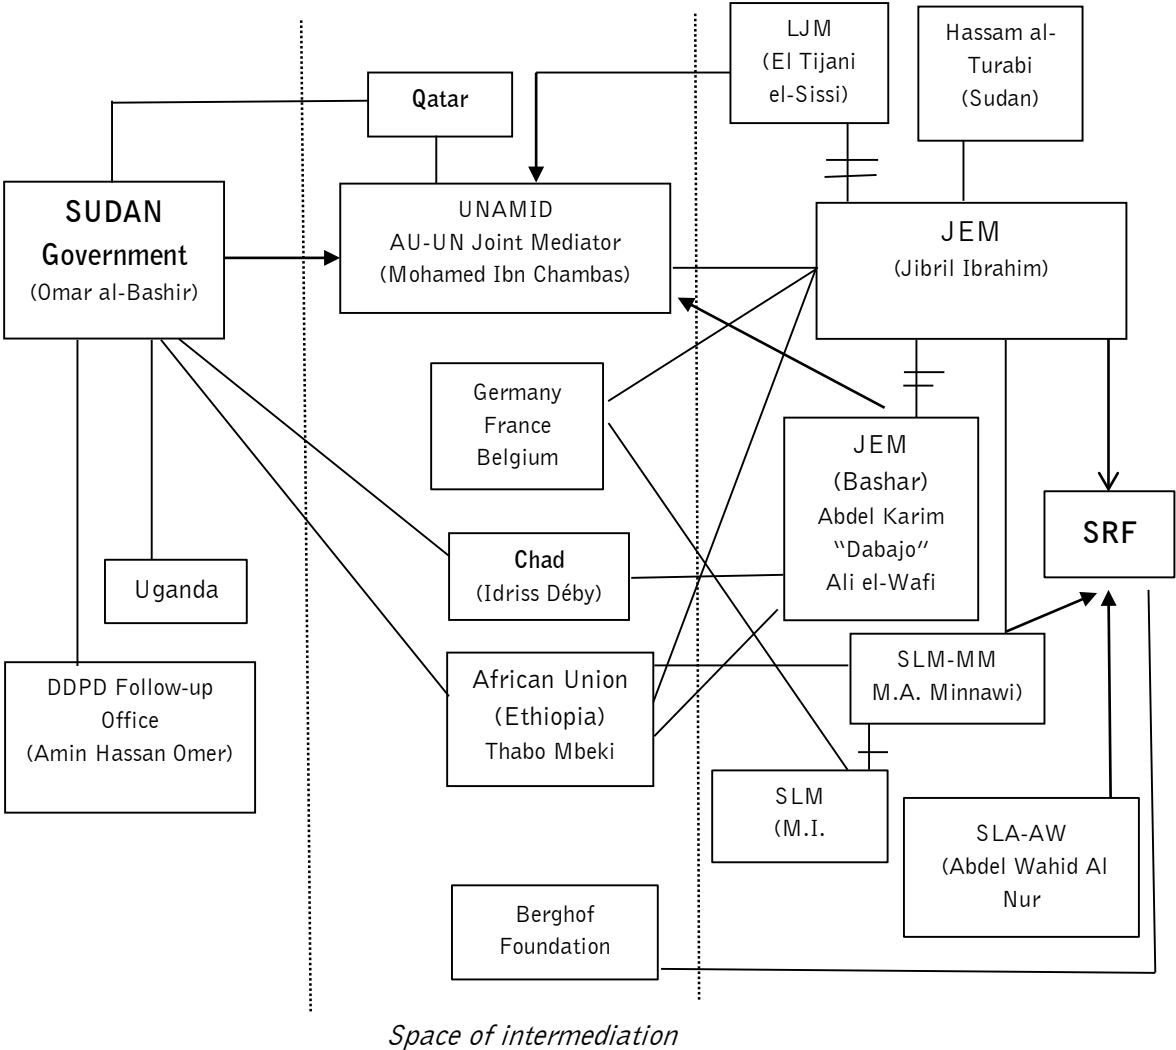 LJM
(El Tijani
el-Sissi)
Hassam al-
Turabi
(Sudan)
Qatar
SUDAN
Government
(Omar al-Bashir)
UNAMID
AU-UN Joint Mediator
(Mohamed Ibn Chambas)
JEM
(Jibril Ibrahim)
Germany
France
Belgium
JEM
(Bashar)
Abdel Karim
“Dabajo”
Ali el-Wafi
SRF
Chad
(Idriss Déby)
Uganda
African Union
(Ethiopia)
Thabo Mbeki
SLM-MM
M.A. Minnawi)
DDPD Follow-up
Office
(Amin Hassan Omer)
SLM
(M.I.
SLA-AW
(Abdel Wahid Al
Nur
Berghof
Foundation
Space of intermediation